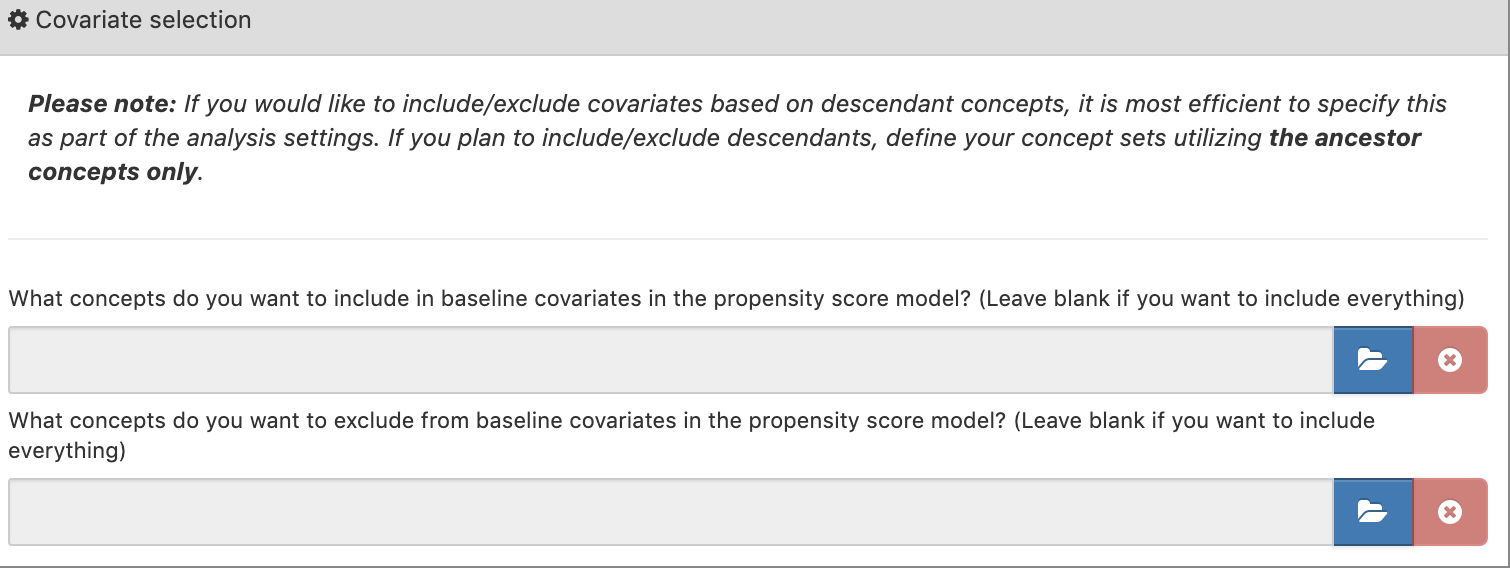 Covariate selection
Please note: If you would like to include/exclude covariates based on descendant concepts, it is most efficient to specify this
as part of the analysis settings. If you plan to include/exclude descendants, define your concept sets utilizing the ancestor
concepts only.
What concepts do you want to include in baseline covariates in the propensity score model? (Leave blank if you want to include everything)
What concepts do you want to exclude from baseline covariates in the propensity score model? (Leave blank if you want to include
everything)